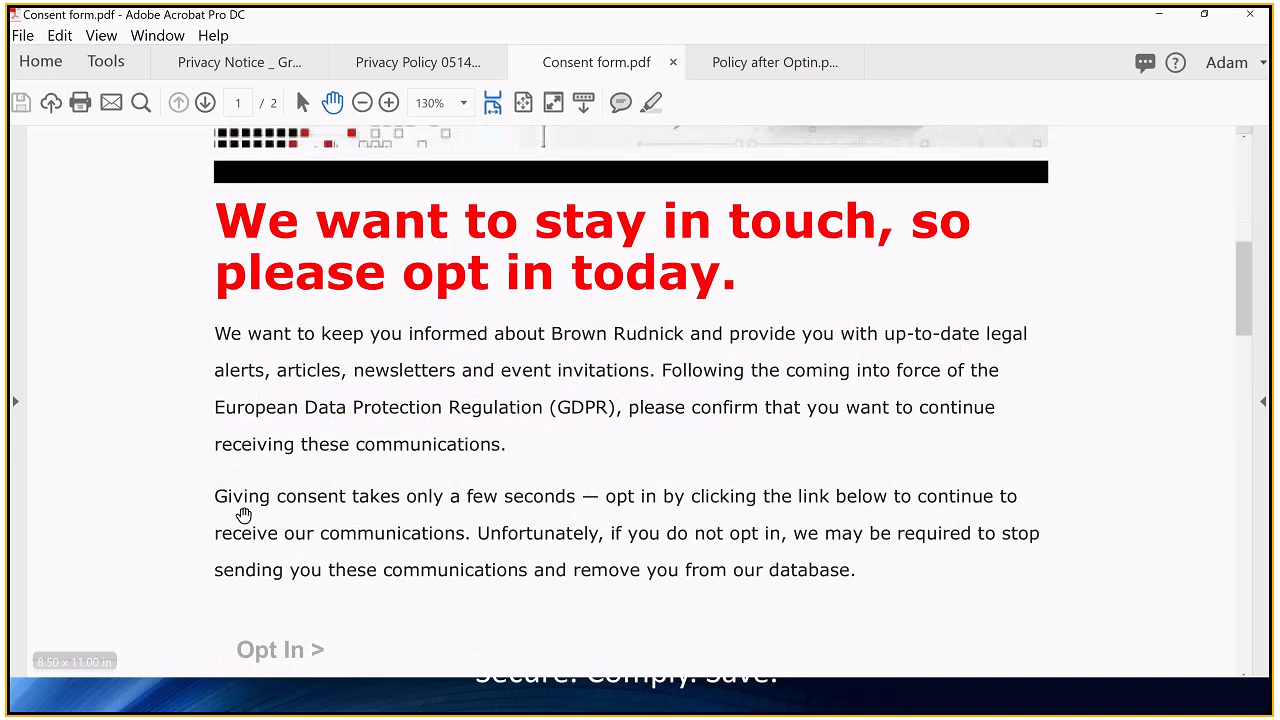 Consent form.pdf - Adobe Acrobat Pro DC
File Edit View Window Help
Home Tools Privacy Notice _ Gr... Privacy Policy 0514... Consent form.pdf × Policy after Optin.p... Adam
1 / 2 130%
We want to stay in touch, so
please opt in today.
We want to keep you informed about Brown Rudnick and provide you with up-to-date legal
alerts, articles, newsletters and event invitations. Following the coming into force of the
European Data Protection Regulation (GDPR), please confirm that you want to continue
receiving these communications.
Giving consent takes only a few seconds — opt in by clicking the link below to continue to
receive our communications. Unfortunately, if you do not opt in, we may be required to stop
sending you these communications and remove you from our database.
Opt In >
8.50 x 11.00 in
Secure. Comply. Save.